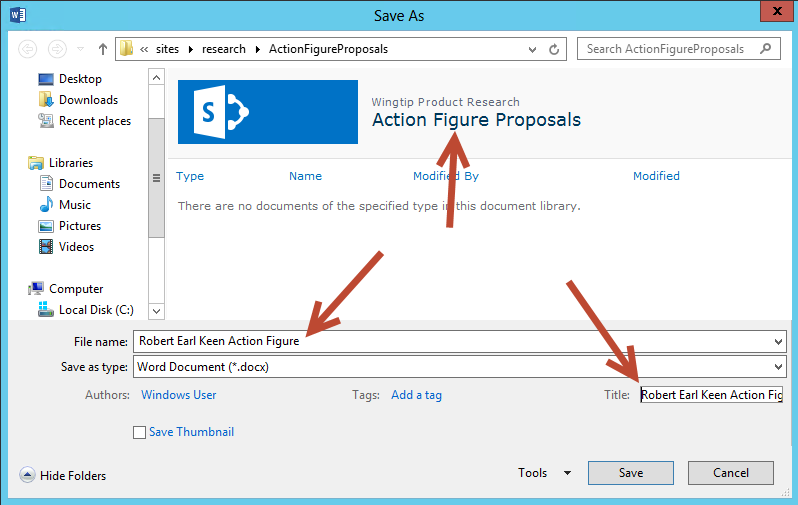 Save As
« sites › research › ActionFigureProposals
Search ActionFigureProposals
Desktop
Downloads
Recent places
Libraries
Documents
Music
Pictures
Videos
Computer
Local Disk (C:)
Wingtip Product Research
Action Figure Proposals
Type Name Modified By Modified
There are no documents of the specified type in this document library.
File name: Robert Earl Keen Action Figure
Save as type: Word Document (*.docx)
Authors: Windows User Tags: Add a tag Title: Robert Earl Keen Action Fig
Save Thumbnail
Hide Folders Tools Save Cancel